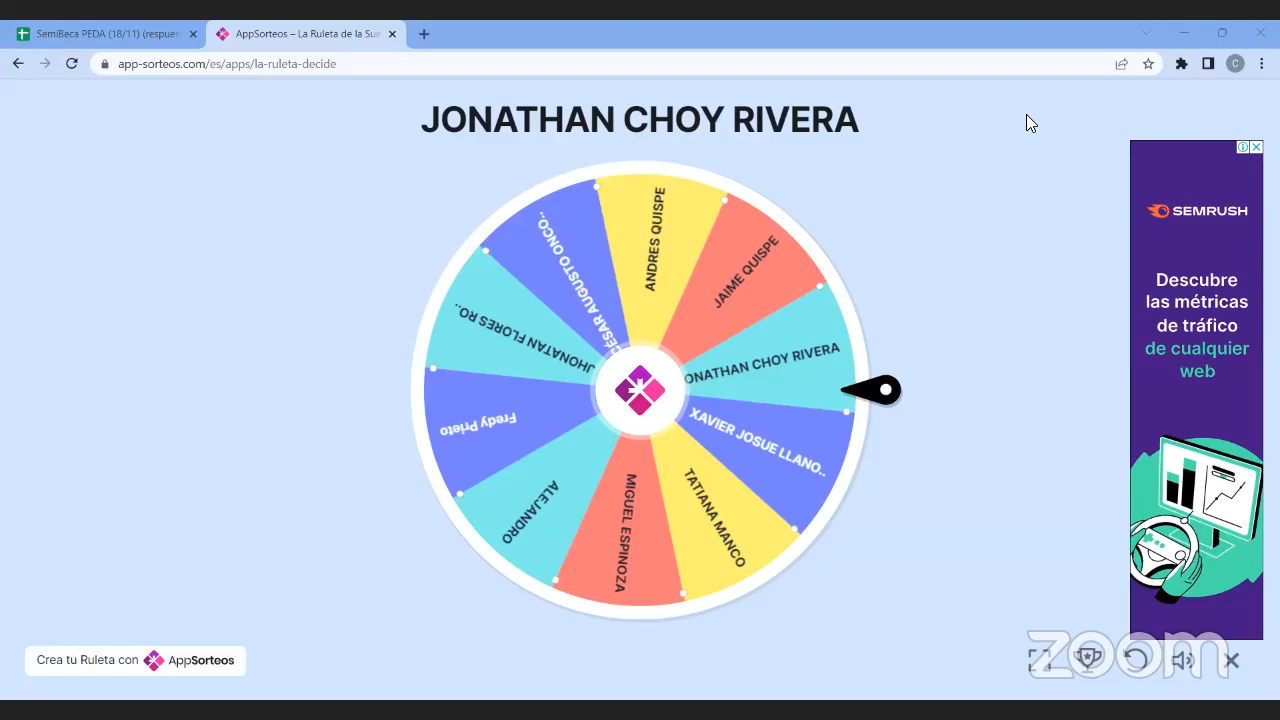 SemiBeca PEDA (18/11) (respues
AppSorteos – La Ruleta de la Sue
app-sorteos.com/es/apps/la-ruleta-decide
C
JONATHAN CHOY RIVERA
ANDRES QUISPE
JAIME QUISPE
ONATHAN CHOY RIVERA
XAVIER JOSUE LLANO..
TATIANA MANCO
MIGUEL ESPINOZA
ALEJANDRO
Fredy Prieto
JHONATAN FLORES RO..
CÉSAR AUGUSTO ONCO..
SEMRUSH
Descubre
las métricas
de tráfico
de cualquier
web
Crea tu Ruleta con AppSorteos
zoom